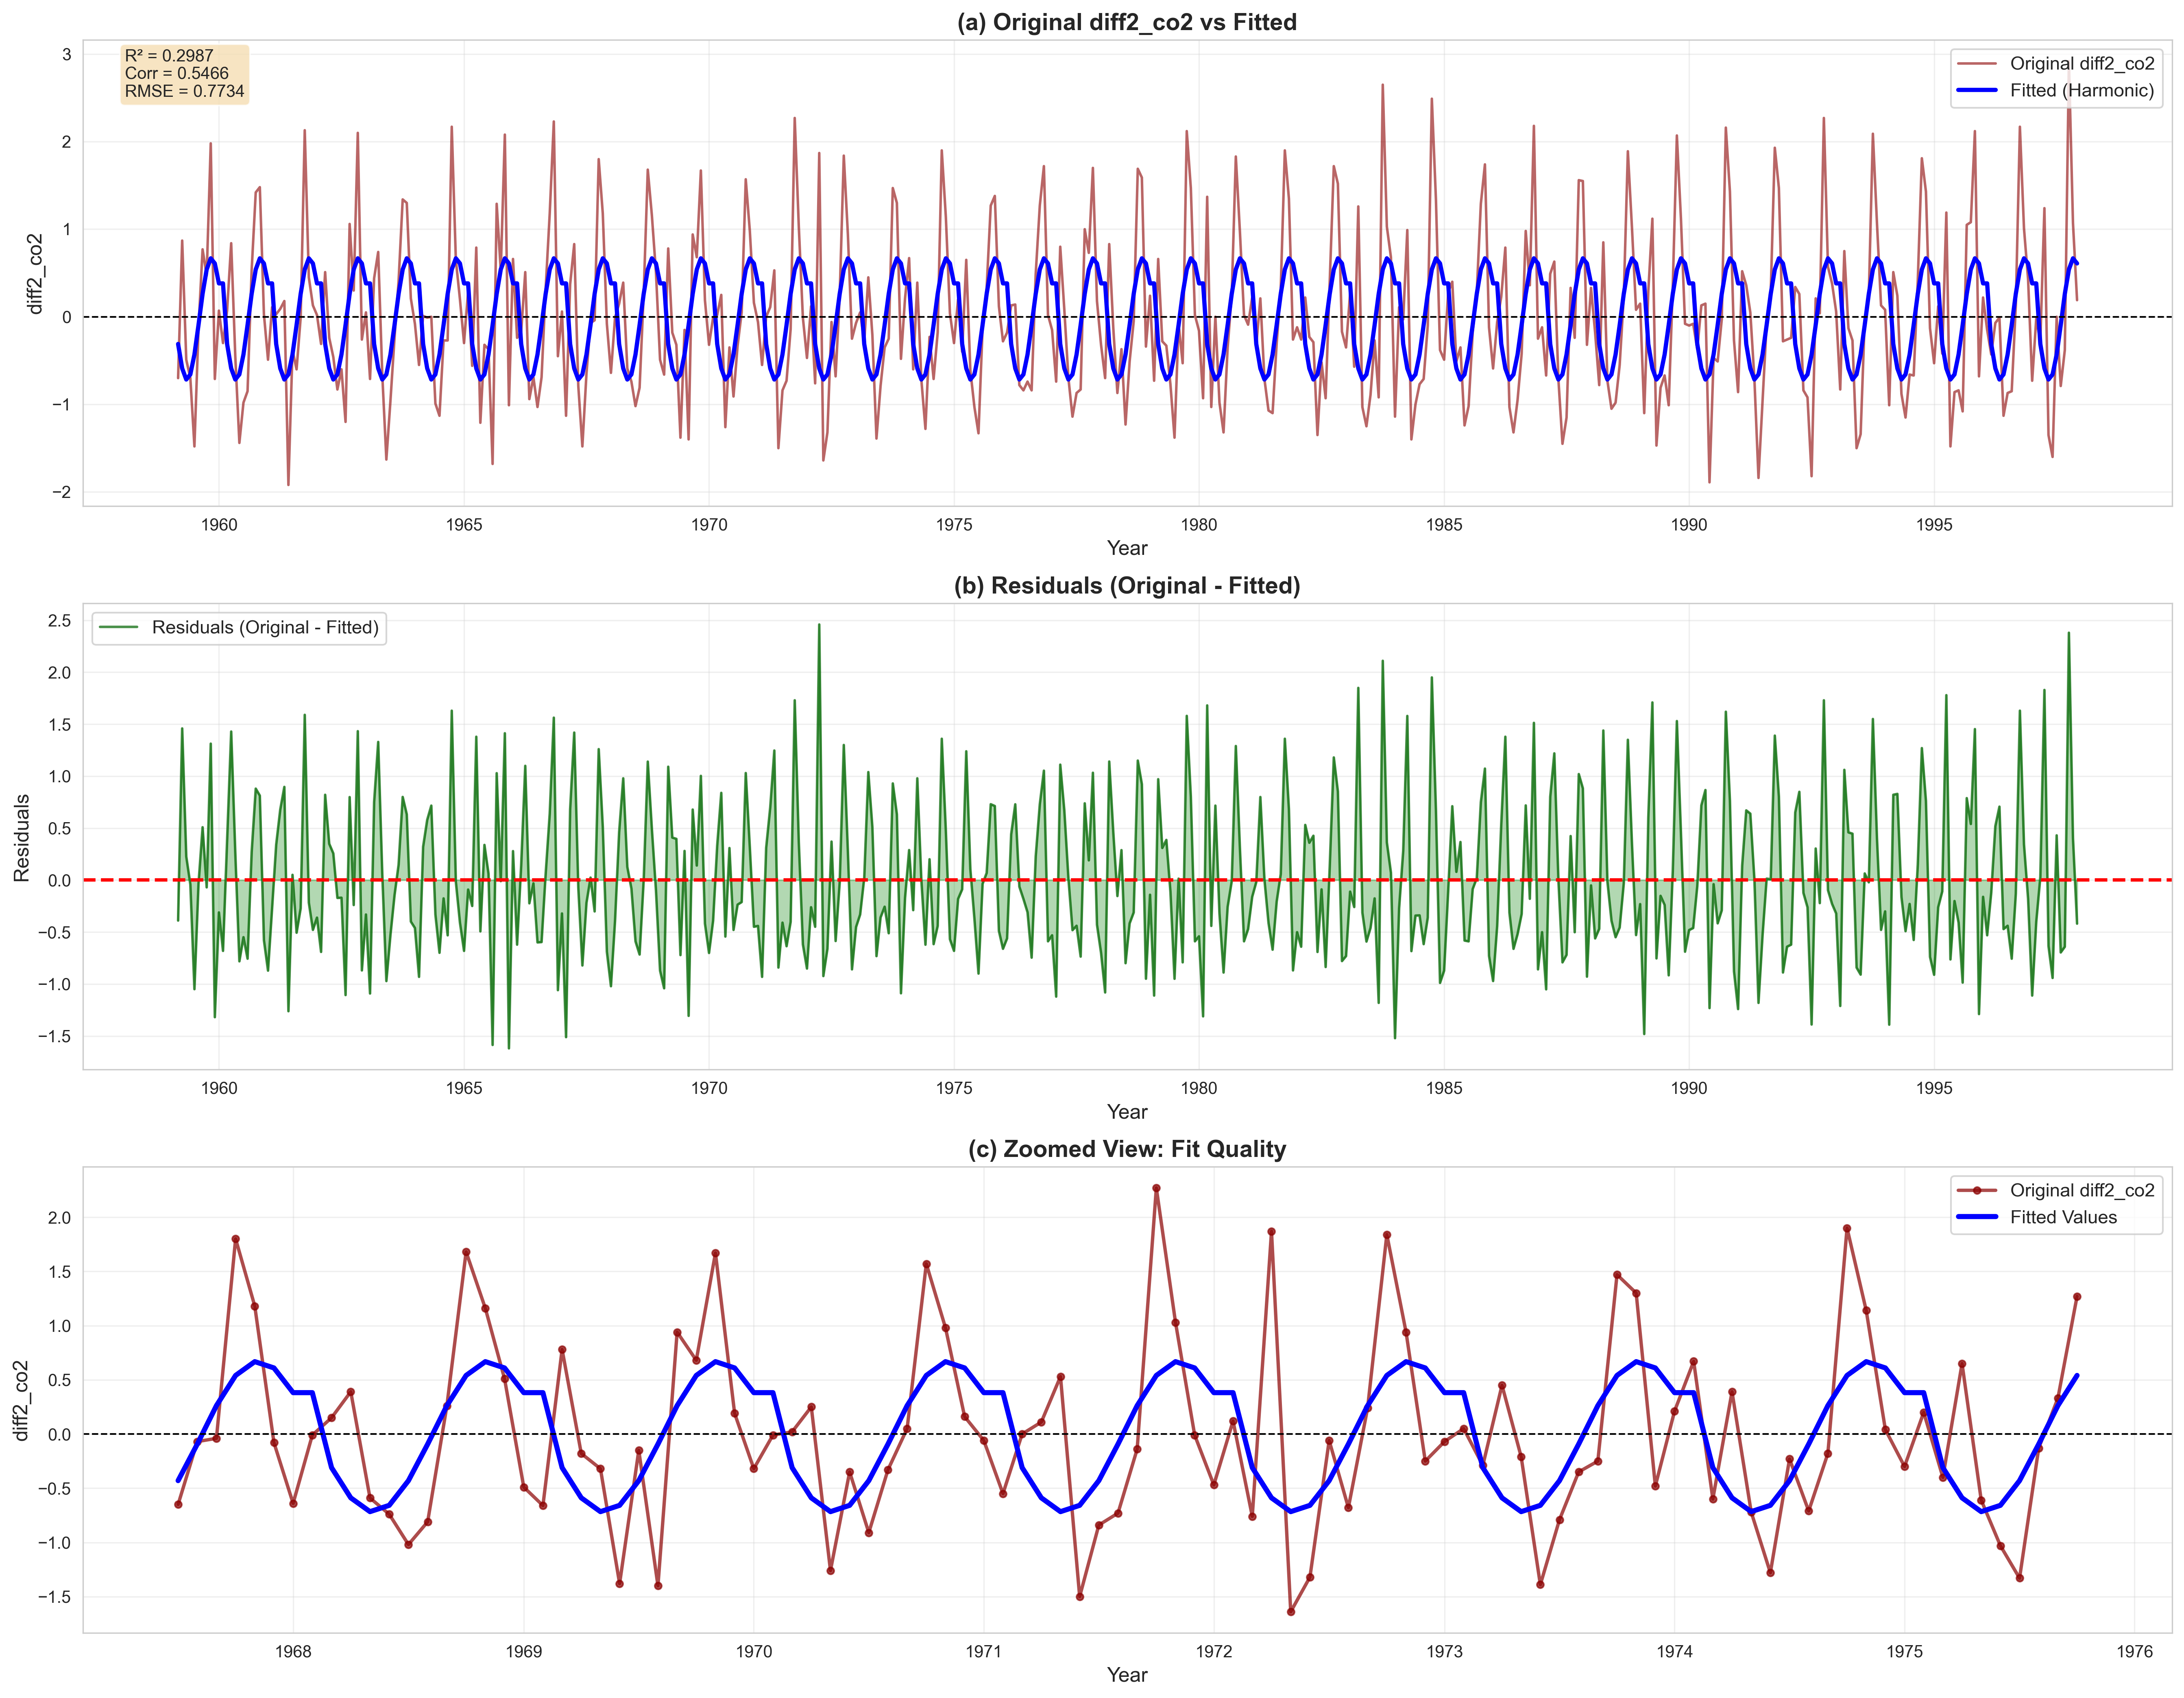 (a) Original diff2_co2 vs Fitted
R² = 0.2987
Corr = 0.5466
RMSE = 0.7734
Original diff2_co2
Fitted (Harmonic)
diff2_co2
3
2
1
0
−1
−2
1960 1965 1970 1975 1980 1985 1990 1995
Year
(b) Residuals (Original - Fitted)
Residuals (Original - Fitted)
Residuals
2.5
2.0
1.5
1.0
0.5
0.0
−0.5
−1.0
−1.5
1960 1965 1970 1975 1980 1985 1990 1995
Year
(c) Zoomed View: Fit Quality
Original diff2_co2
Fitted Values
diff2_co2
2.0
1.5
1.0
0.5
0.0
−0.5
−1.0
−1.5
1968 1969 1970 1971 1972 1973 1974 1975 1976
Year